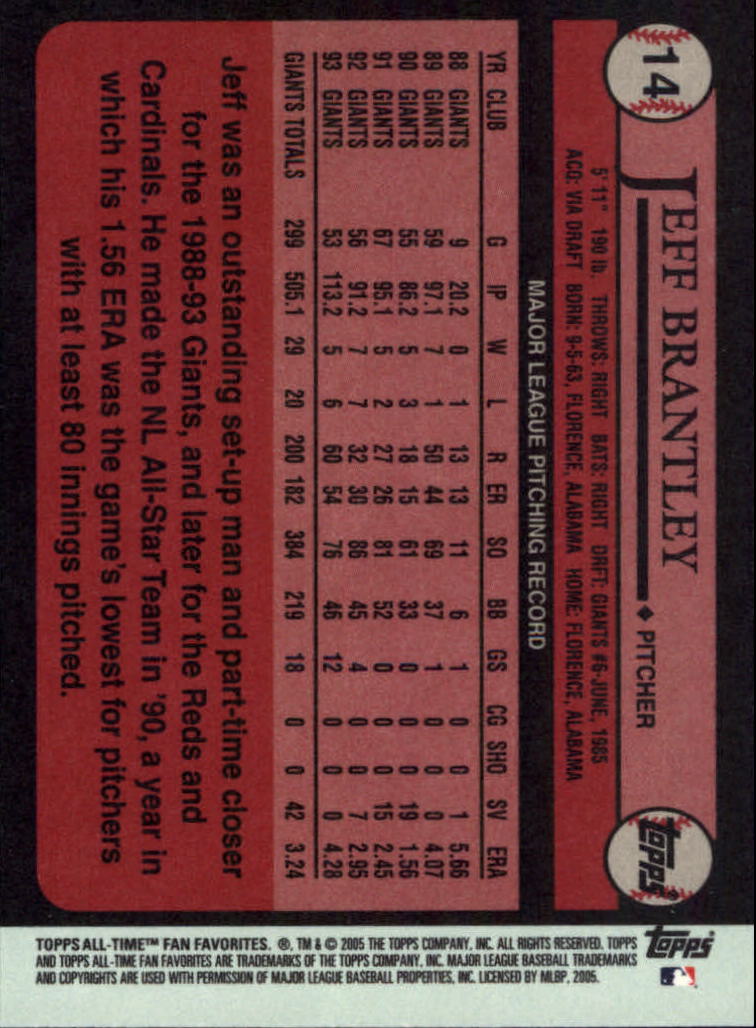 14
JEFF BRANTLEY
◆ PITCHER
TOPPS
5' 11" 190 lb. THROWS: RIGHT BATS: RIGHT DRFT: GIANTS #6-JUNE, 1985
ACQ: VIA DRAFT BORN: 9-5-63, FLORENCE, ALABAMA HOME: FLORENCE, ALABAMA
MAJOR LEAGUE PITCHING RECORD
YR CLUB G IP W L R ER SO BB GS CG SHO SV ERA
88 GIANTS 9 20.2 0 1 13 13 11 6 1 0 0 1 5.66
89 GIANTS 59 97.1 7 1 50 44 69 37 1 0 0 0 4.07
90 GIANTS 55 86.2 5 3 18 15 61 33 0 0 0 19 1.56
91 GIANTS 67 95.1 5 2 27 26 81 52 0 0 0 15 2.45
92 GIANTS 56 91.2 7 7 32 30 86 45 4 0 0 7 2.95
93 GIANTS 53 113.2 5 6 60 54 76 46 12 0 0 0 4.28
GIANTS TOTALS 299 505.1 29 20 200 182 384 219 18 0 0 42 3.24
Jeff was an outstanding set-up man and part-time closer
for the 1988-93 Giants, and later for the Reds and
Cardinals. He made the NL All-Star Team in '90, a year in
which his 1.56 ERA was the game's lowest for pitchers
with at least 80 innings pitched.
topps
TOPPS ALL-TIME™ FAN FAVORITES. ®, TM & © 2005 THE TOPPS COMPANY, INC. ALL RIGHTS RESERVED. TOPPS
AND TOPPS ALL-TIME FAN FAVORITES ARE TRADEMARKS OF THE TOPPS COMPANY, INC. MAJOR LEAGUE BASEBALL TRADEMARKS
AND COPYRIGHTS ARE USED WITH PERMISSION OF MAJOR LEAGUE BASEBALL PROPERTIES, INC. LICENSED BY MLBP, 2005.